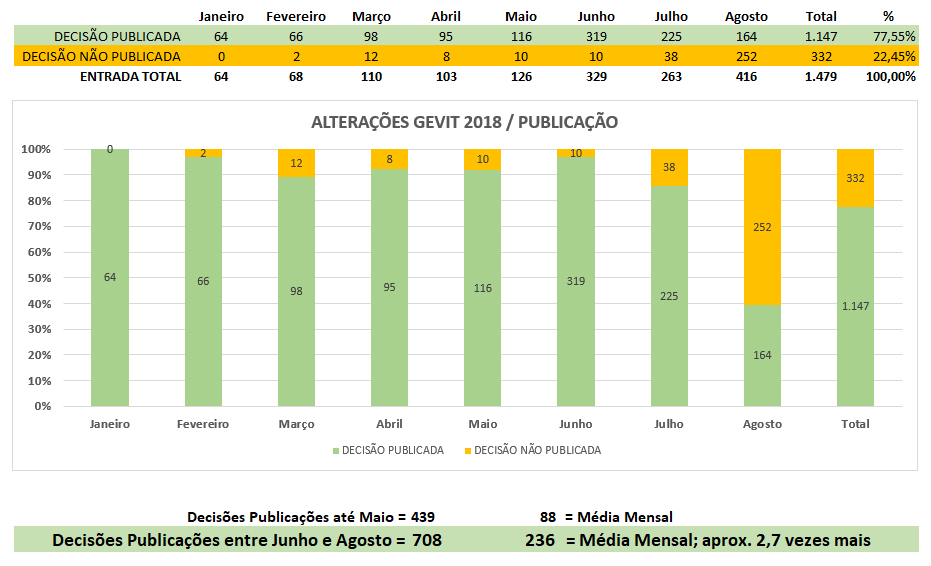 Janeiro Fevereiro Março Abril Maio Junho Julho Agosto Total %
DECISÃO PUBLICADA 64 66 98 95 116 319 225 164 1.147 77,55%
DECISÃO NÃO PUBLICADA 0 2 12 8 10 10 38 252 332 22,45%
ENTRADA TOTAL 64 68 110 103 126 329 263 416 1.479 100,00%
ALTERAÇÕES GEVIT 2018 / PUBLICAÇÃO
100% 0 2 12 8 10 10 38 252 332
90%
80%
70%
60%
50% 64 66 98 95 116 319 225 164 1.147
40%
30%
20%
10%
0%
Janeiro Fevereiro Março Abril Maio Junho Julho Agosto Total
DECISÃO PUBLICADA DECISÃO NÃO PUBLICADA
Decisões Publicações até Maio = 439 88 = Média Mensal
Decisões Publicações entre Junho e Agosto = 708 236 = Média Mensal; aprox. 2,7 vezes mais